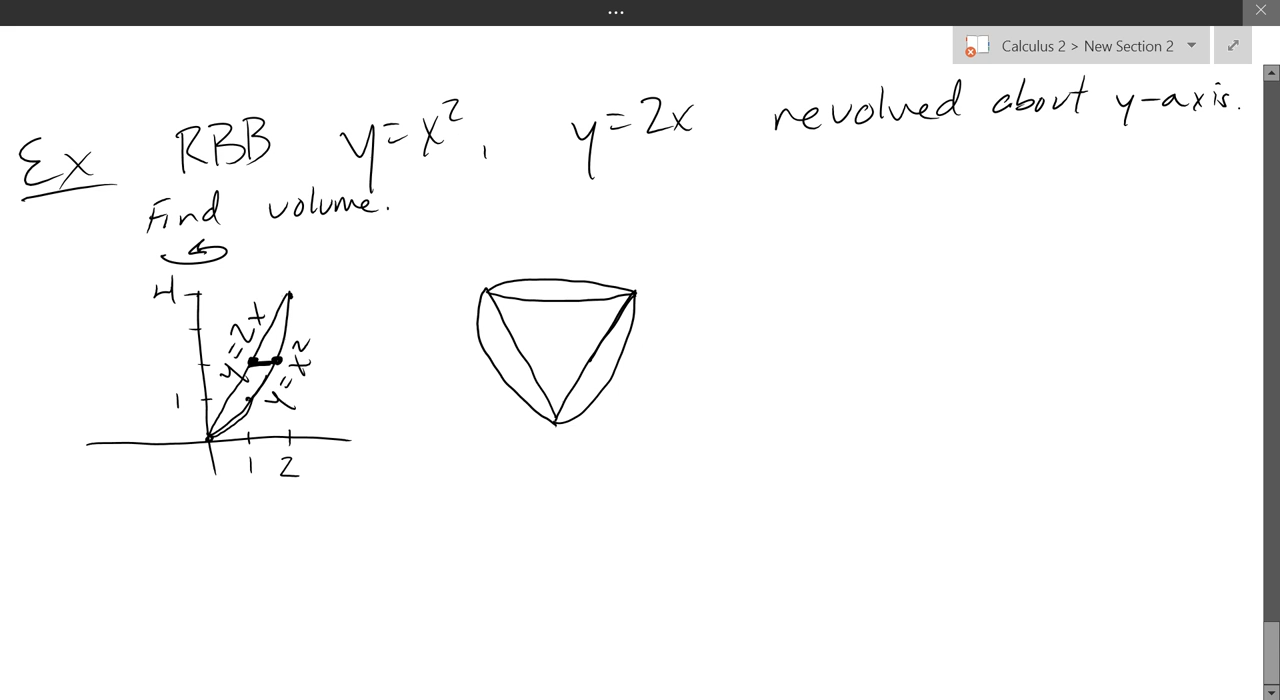 ...
Calculus 2 > New Section 2
Ex RBB y=x², y=2x revolved about y-axis.
Find volume.
4
y=2x
y=x²
1
1 2